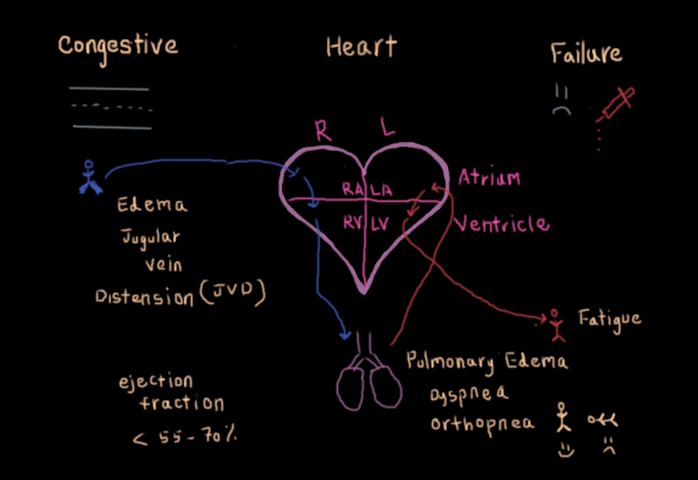 Congestive Heart Failure
R L
RA LA
Atrium
RV LV
Ventricle
Edema
Jugular
vein
Distension (JVD)
Fatigue
Pulmonary Edema
Dyspnea
orthopnea
ejection
fraction
< 55-70%